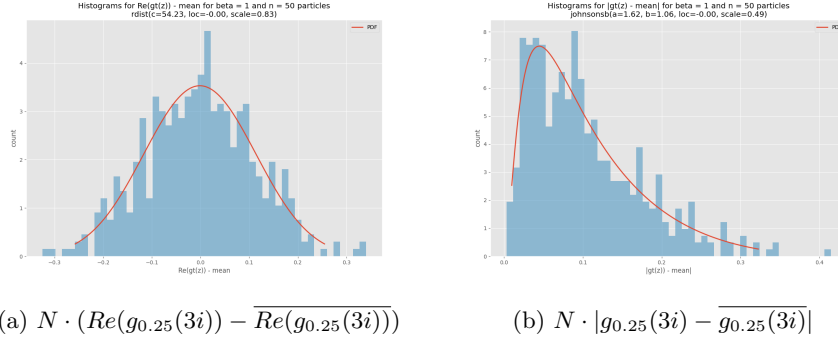 Histograms for Re(gt(z)) - mean for beta = 1 and n = 50 particles
rdist(c=54.23, loc=-0.00, scale=0.83)
PDF
count
4
3
2
1
0
−0.3 −0.2 −0.1 0.0 0.1 0.2 0.3
Re(gt(z)) - mean
(a) N · (Re(g0.25(3i)) − Re(g0.25(3i)))
Histograms for |gt(z) - mean| for beta = 1 and n = 50 particles
johnsonsb(a=1.62, b=1.06, loc=-0.00, scale=0.49)
count
8
7
6
5
4
3
2
1
0
0.0 0.1 0.2 0.3 0.4
|gt(z) - mean|
(b) N · |g0.25(3i) − g0.25(3i)|